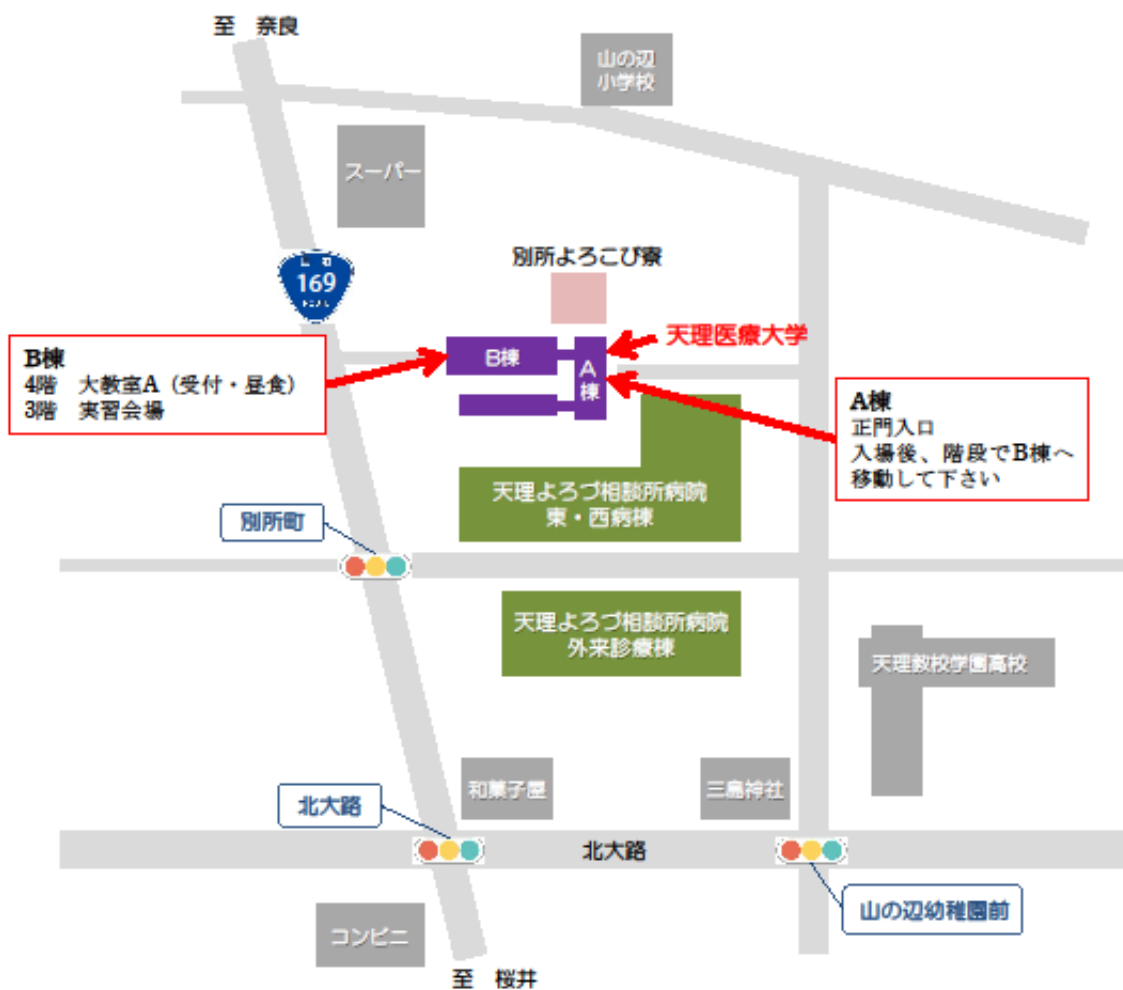 至　奈良
山の辺
小学校
スーパー
別所よろこび寮
169
天理医療大学
B棟
A
棟
B棟
4階　大教室A（受付・昼食）
3階　実習会場
A棟
正門入口
入場後、階段でB棟へ
移動して下さい
天理よろづ相談所病院
東・西病棟
別所町
天理よろづ相談所病院
外来診療棟
天理教校学園高校
和菓子屋
三島神社
北大路
北大路
山の辺幼稚園前
コンビニ
至　桜井